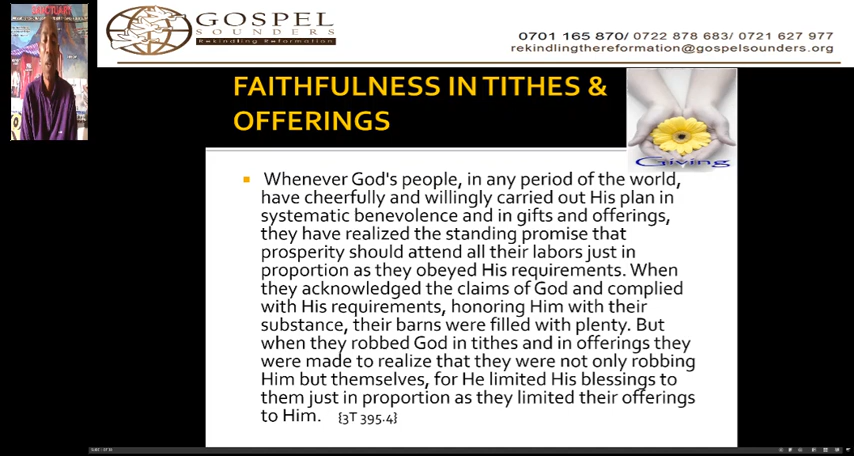 SANCTUARY
GOSPEL
SOUNDERS
Rekindling Reformation
0701 165 870/ 0722 878 683/ 0721 627 977
rekindlingthereformation@gospelsounders.org
FAITHFULNESS IN TITHES &
OFFERINGS
Giving
Whenever God's people, in any period of the world,
have cheerfully and willingly carried out His plan in
systematic benevolence and in gifts and offerings,
they have realized the standing promise that
prosperity should attend all their labors just in
proportion as they obeyed His requirements. When
they acknowledged the claims of God and complied
with His requirements, honoring Him with their
substance, their barns were filled with plenty. But
when they robbed God in tithes and in offerings they
were made to realize that they were not only robbing
Him but themselves, for He limited His blessings to
them just in proportion as they limited their offerings
to Him. {3T 395.4}